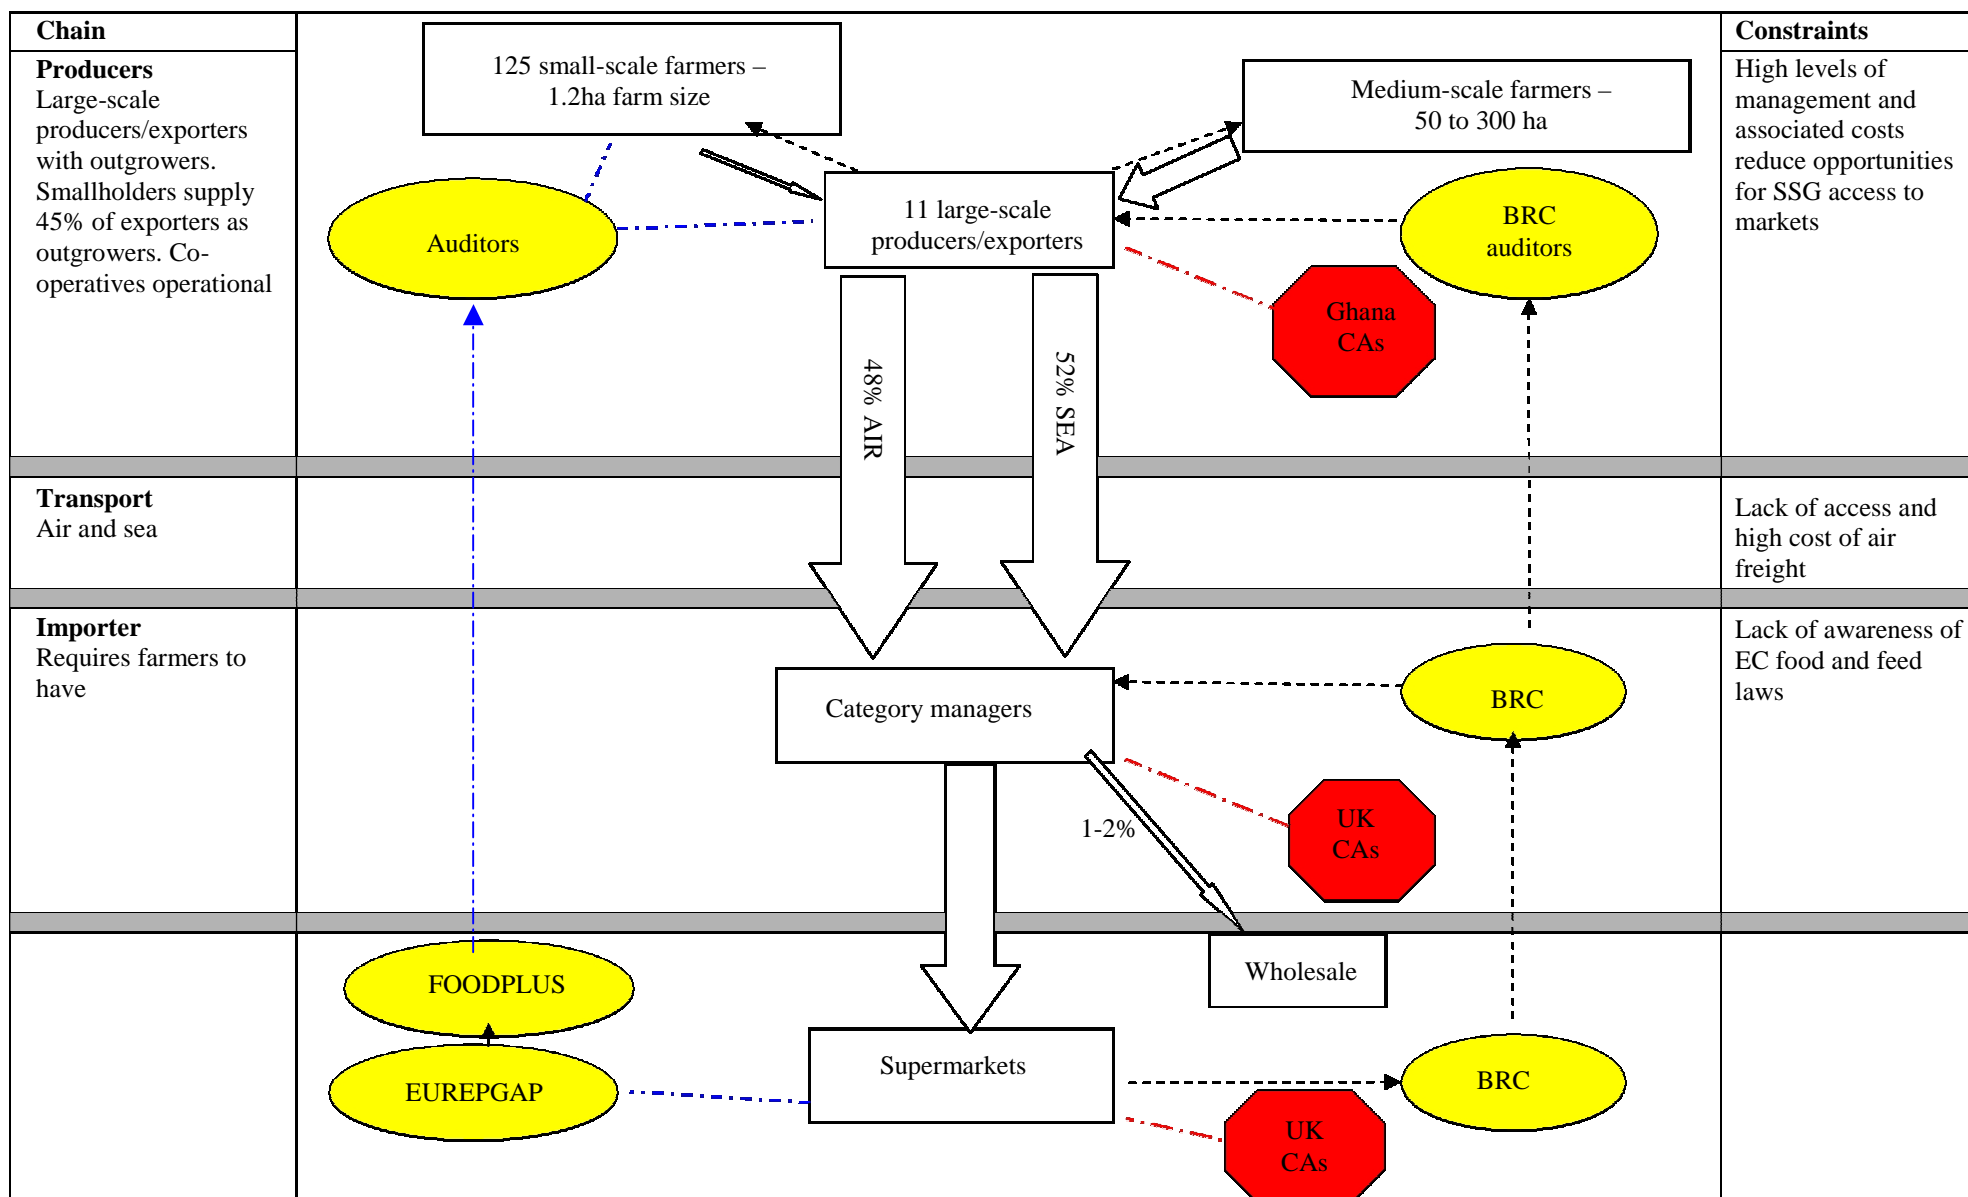 Chain
Producers
Large-scale
producers/exporters
with outgrowers.
Smallholders supply
45% of exporters as
outgrowers. Co-
operatives operational
125 small-scale farmers –
1.2ha farm size
Medium-scale farmers –
50 to 300 ha
Constraints
High levels of
management and
associated costs
reduce opportunities
for SSG access to
markets
Auditors
11 large-scale
producers/exporters
BRC
auditors
Ghana
CAs
48% AIR
52% SEA
Transport
Air and sea
Lack of access and
high cost of air
freight
Importer
Requires farmers to
have
Category managers
BRC
Lack of awareness of
EC food and feed
laws
1-2%
UK
CAs
FOODPLUS
Wholesale
EUREPGAP
Supermarkets
BRC
UK
CAs